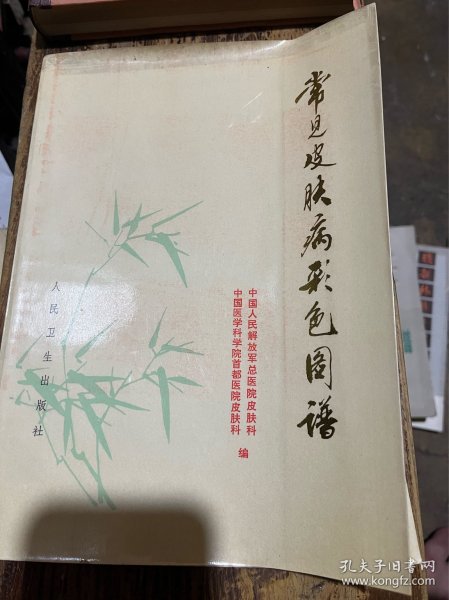 常见皮肤病彩色图谱
中国人民解放军总医院皮肤科
中国医学科学院首都医院皮肤科
编
人民卫生出版社
孔夫子旧书网
www.kongfz.com